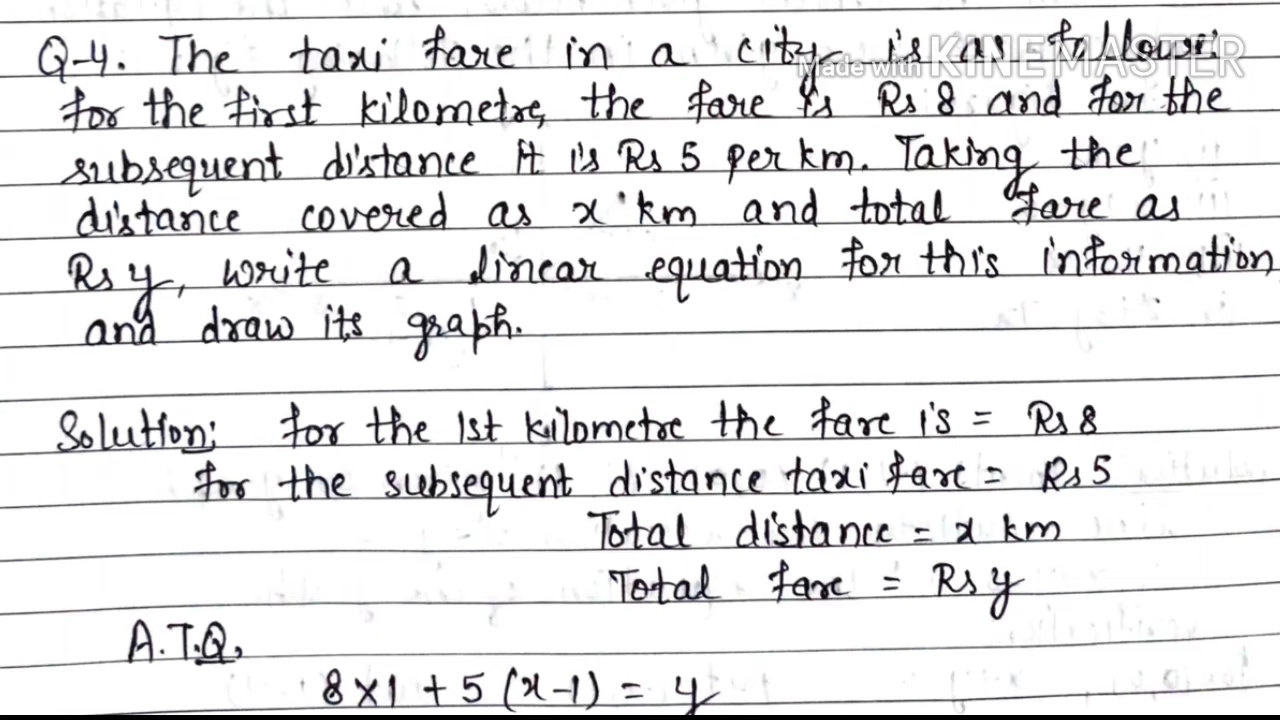 Q-4. The taxi fare in a city is as follows:
Made with KINEMASTER
for the first kilometre, the fare is Rs 8 and for the
subsequent distance it is Rs 5 per km. Taking the
distance covered as x km and total fare as
Rs y, write a linear equation for this information
and draw its graph.
Solution: for the 1st kilometre the fare is = Rs 8
for the subsequent distance taxi fare = Rs 5
Total distance = x km
Total fare = Rs y
A.T.Q,
8 x 1 + 5 (x-1) = y